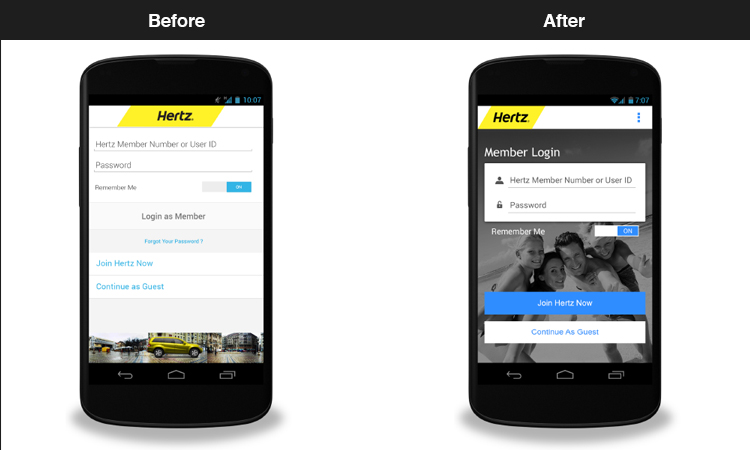 Before
After
10:07
Hertz.
Hertz Member Number or User ID
Password
Remember Me
ON
Login as Member
Forgot Your Password ?
Join Hertz Now
Continue as Guest
7:07
Hertz.
Member Login
Hertz Member Number or User ID
Password
Remember Me
ON
Join Hertz Now
Continue As Guest